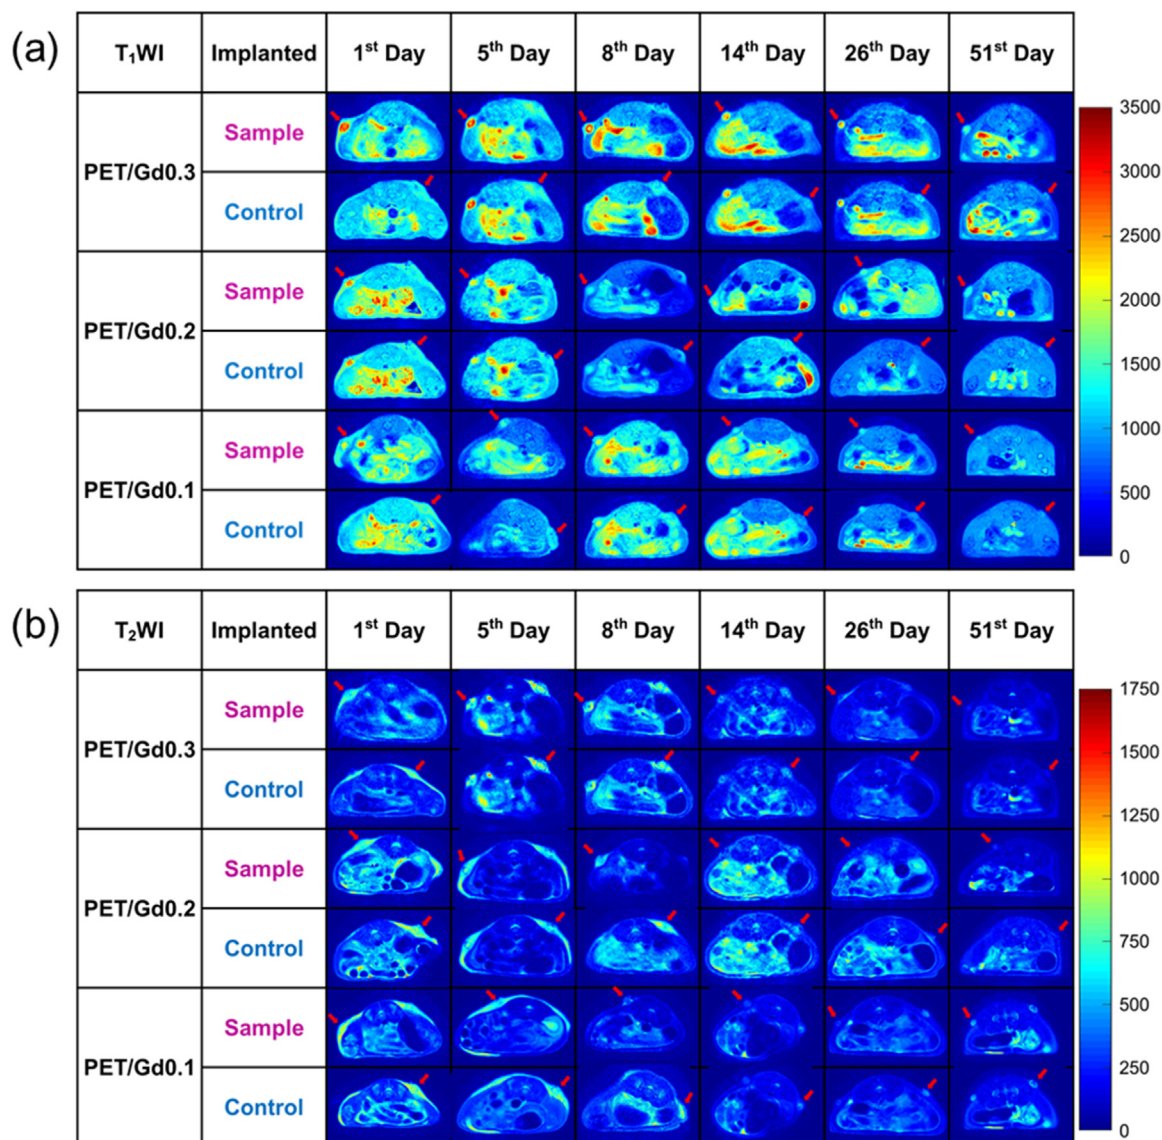 (a)
T₁WI Implanted 1ˢᵗ Day 5ᵗʰ Day 8ᵗʰ Day 14ᵗʰ Day 26ᵗʰ Day 51ˢᵗ Day
PET/Gd0.3
Sample
Control
PET/Gd0.2
Sample
Control
PET/Gd0.1
Sample
Control
3500
3000
2500
2000
1500
1000
500
0
(b)
T₂WI Implanted 1ˢᵗ Day 5ᵗʰ Day 8ᵗʰ Day 14ᵗʰ Day 26ᵗʰ Day 51ˢᵗ Day
PET/Gd0.3
Sample
Control
PET/Gd0.2
Sample
Control
PET/Gd0.1
Sample
Control
1750
1500
1250
1000
750
500
250
0